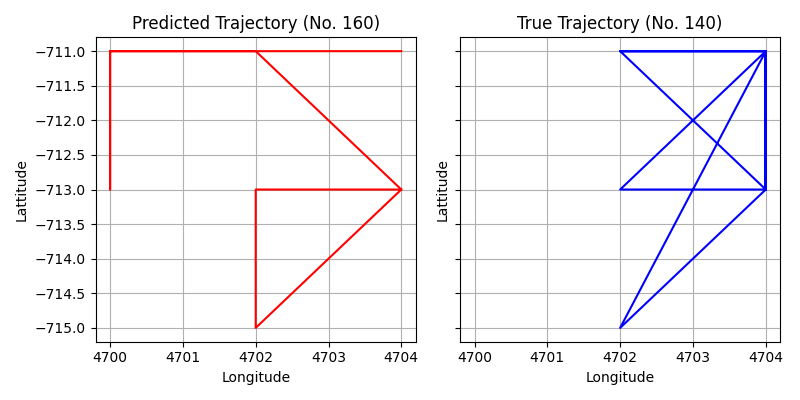 Predicted Trajectory (No. 160)
−711.0
−711.5
−712.0
−712.5
−713.0
−713.5
−714.0
−714.5
−715.0
Lattitude
4700 4701 4702 4703 4704
Longitude
True Trajectory (No. 140)
Lattitude
4700 4701 4702 4703 4704
Longitude